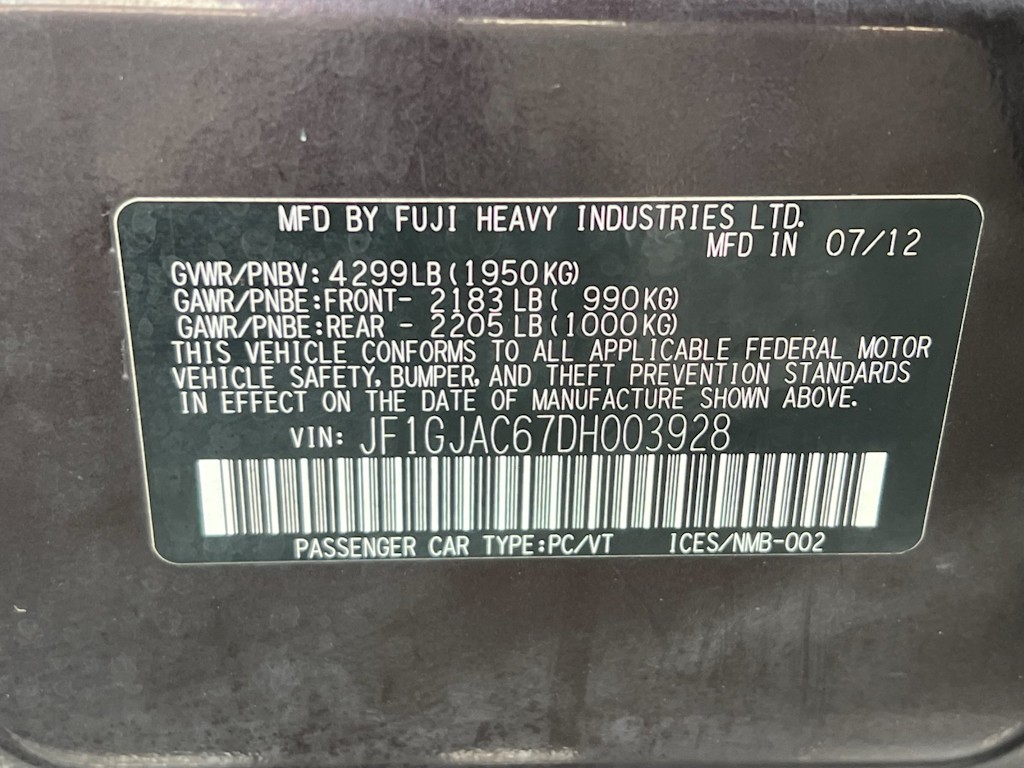 MFD BY FUJI HEAVY INDUSTRIES LTD.
MFD IN 07/12
GVWR/PNBV: 4299LB (1950KG)
GAWR/PNBE:FRONT- 2183 LB ( 990KG)
GAWR/PNBE:REAR - 2205 LB (1000KG)
THIS VEHICLE CONFORMS TO ALL APPLICABLE FEDERAL MOTOR
VEHICLE SAFETY, BUMPER, AND THEFT PREVENTION STANDARDS
IN EFFECT ON THE DATE OF MANUFACTURE SHOWN ABOVE.
VIN: JF1GJAC67DH003928
PASSENGER CAR TYPE:PC/VT ICES/NMB-002